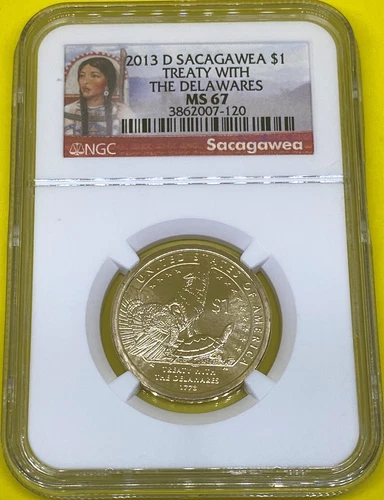 2013 D SACAGAWEA $1
TREATY WITH
THE DELAWARES
MS 67
3862007-120
NGC
Sacagawea
UNITED STATES OF AMERICA
$1
TREATY WITH
THE DELAWARES
1778